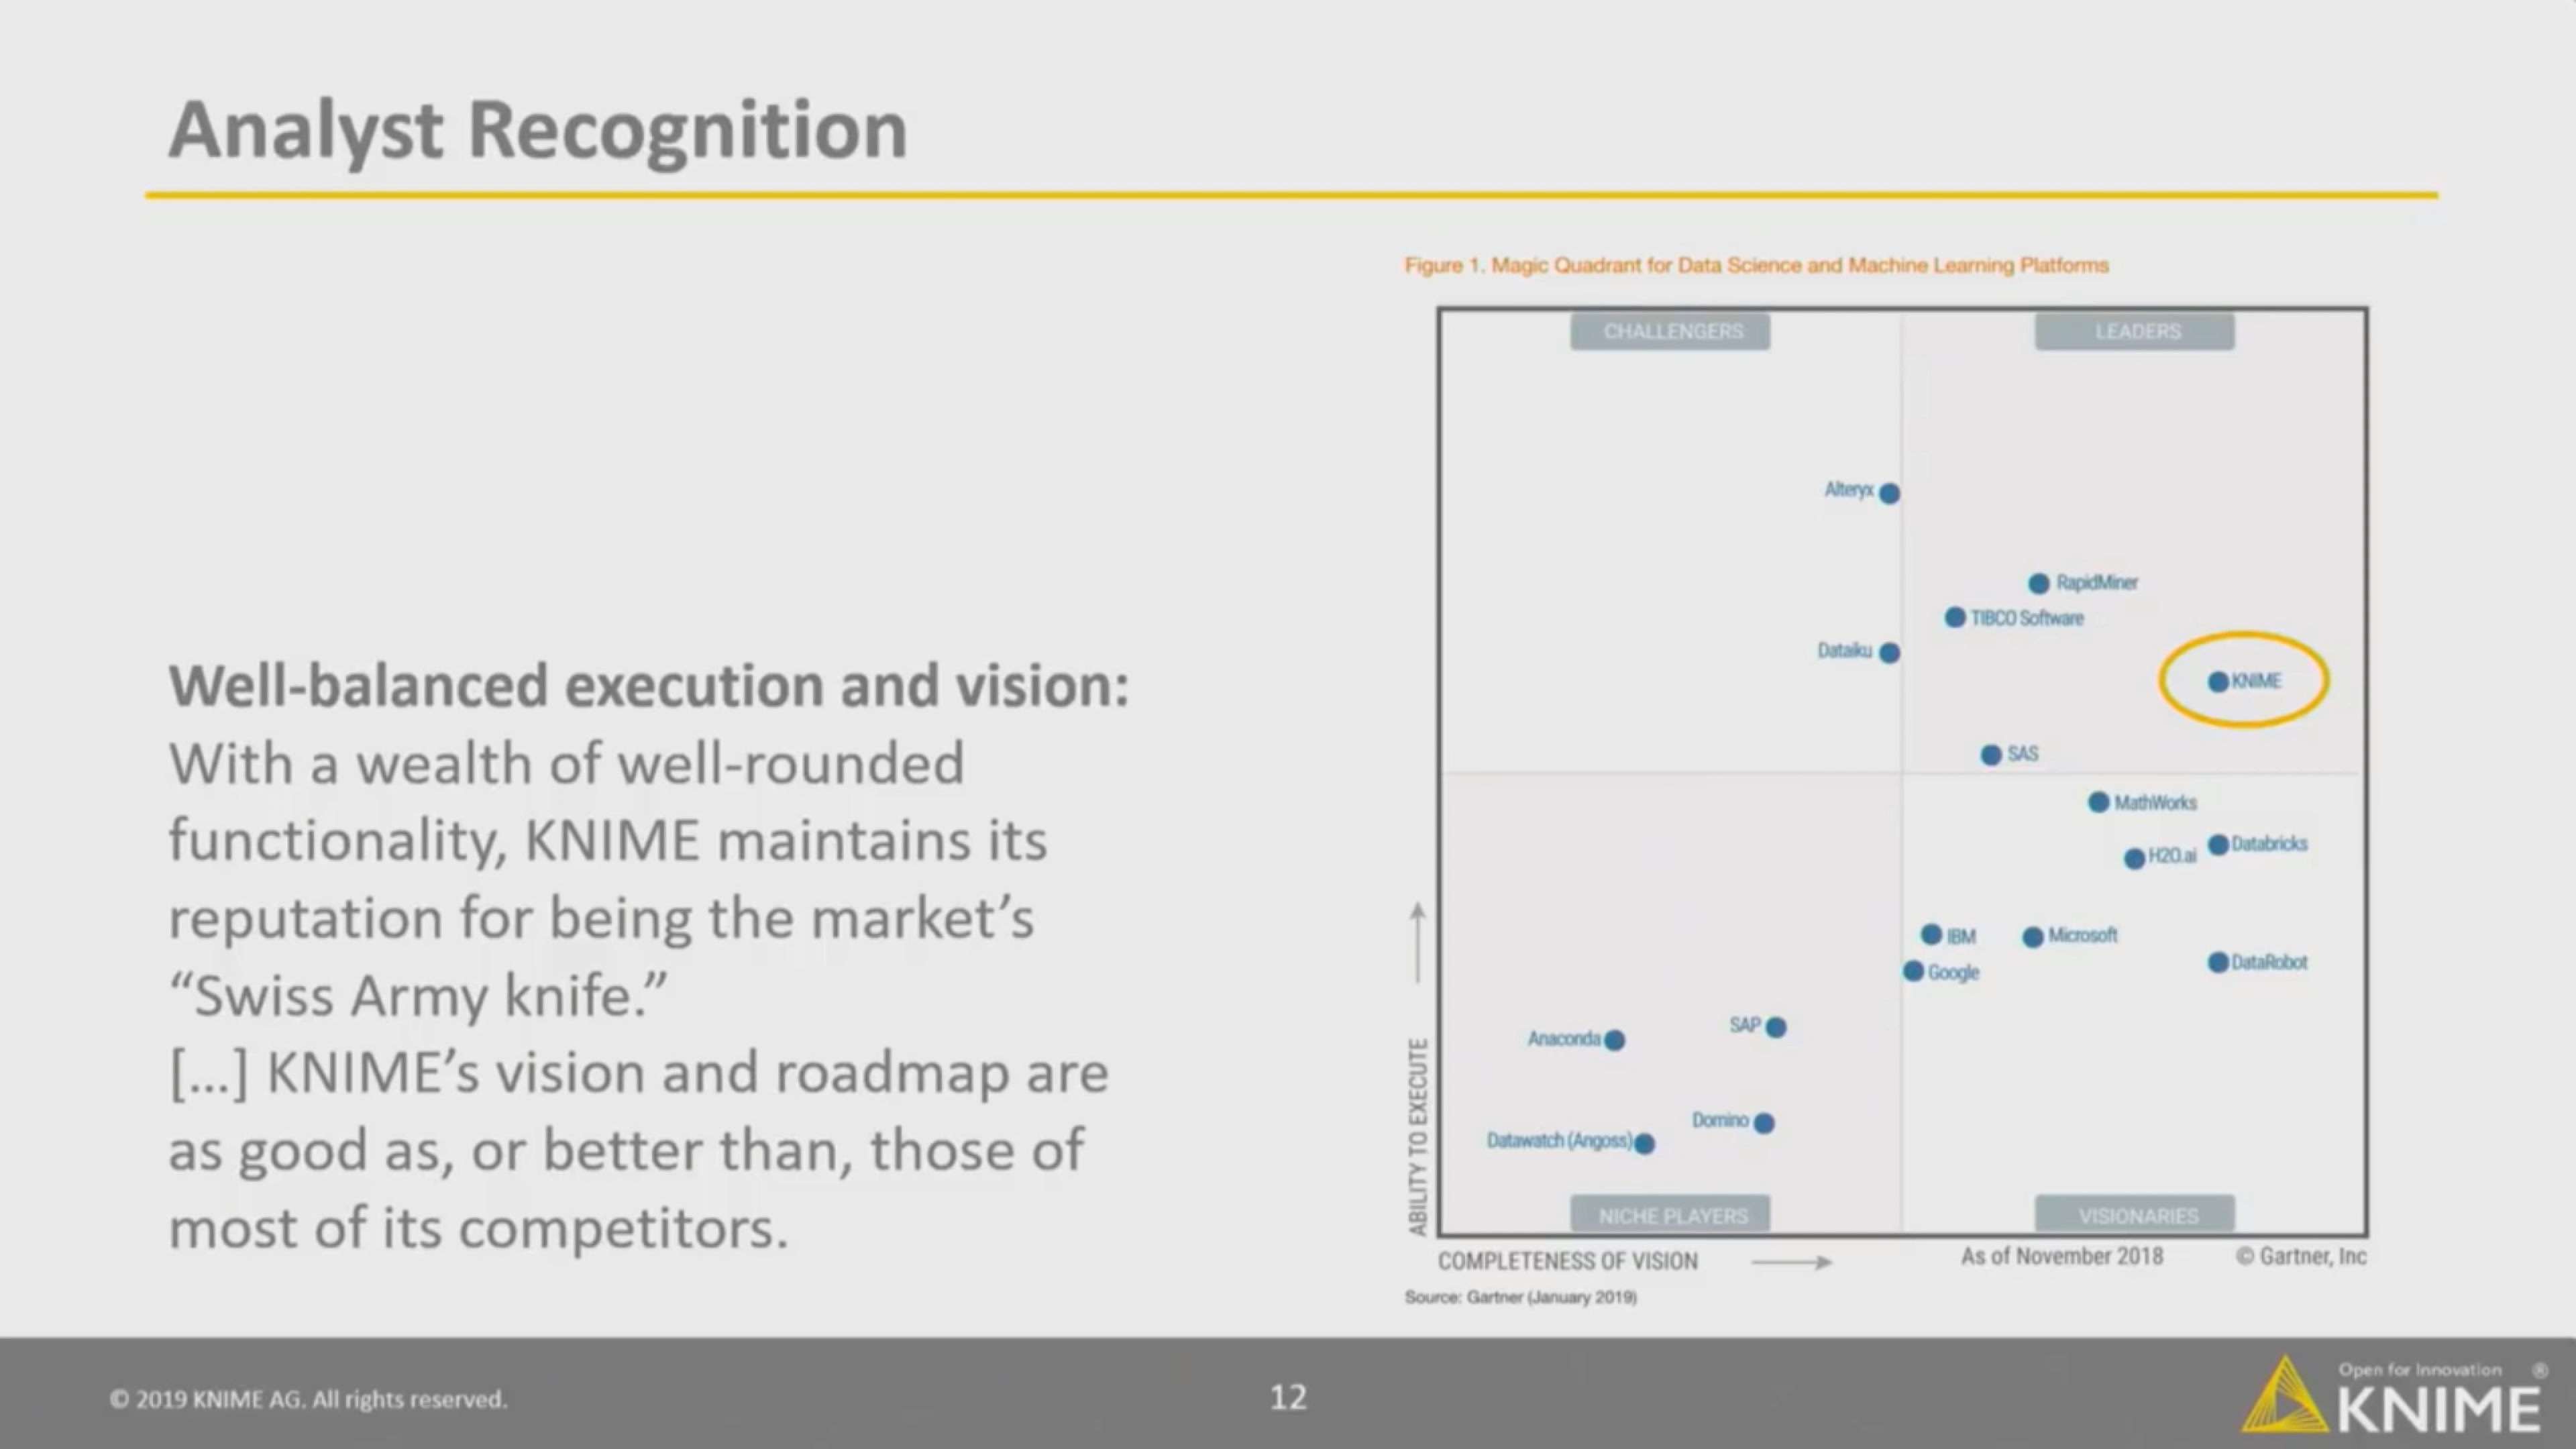 Analyst Recognition
Well-balanced execution and vision:
With a wealth of well-rounded
functionality, KNIME maintains its
reputation for being the market’s
“Swiss Army knife.”
[...] KNIME’s vision and roadmap are
as good as, or better than, those of
most of its competitors.
Figure 1. Magic Quadrant for Data Science and Machine Learning Platforms
CHALLENGERS
LEADERS
Alteryx
RapidMiner
TIBCO Software
Dataiku
KNIME
SAS
MathWorks
Databricks
H2O.ai
IBM
Microsoft
Google
DataRobot
SAP
Anaconda
Domino
Datawatch (Angoss)
NICHE PLAYERS
VISIONARIES
ABILITY TO EXECUTE
COMPLETENESS OF VISION
As of November 2018
© Gartner, Inc
Source: Gartner (January 2019)
© 2019 KNIME AG. All rights reserved.
12
Open for Innovation ®
KNIME